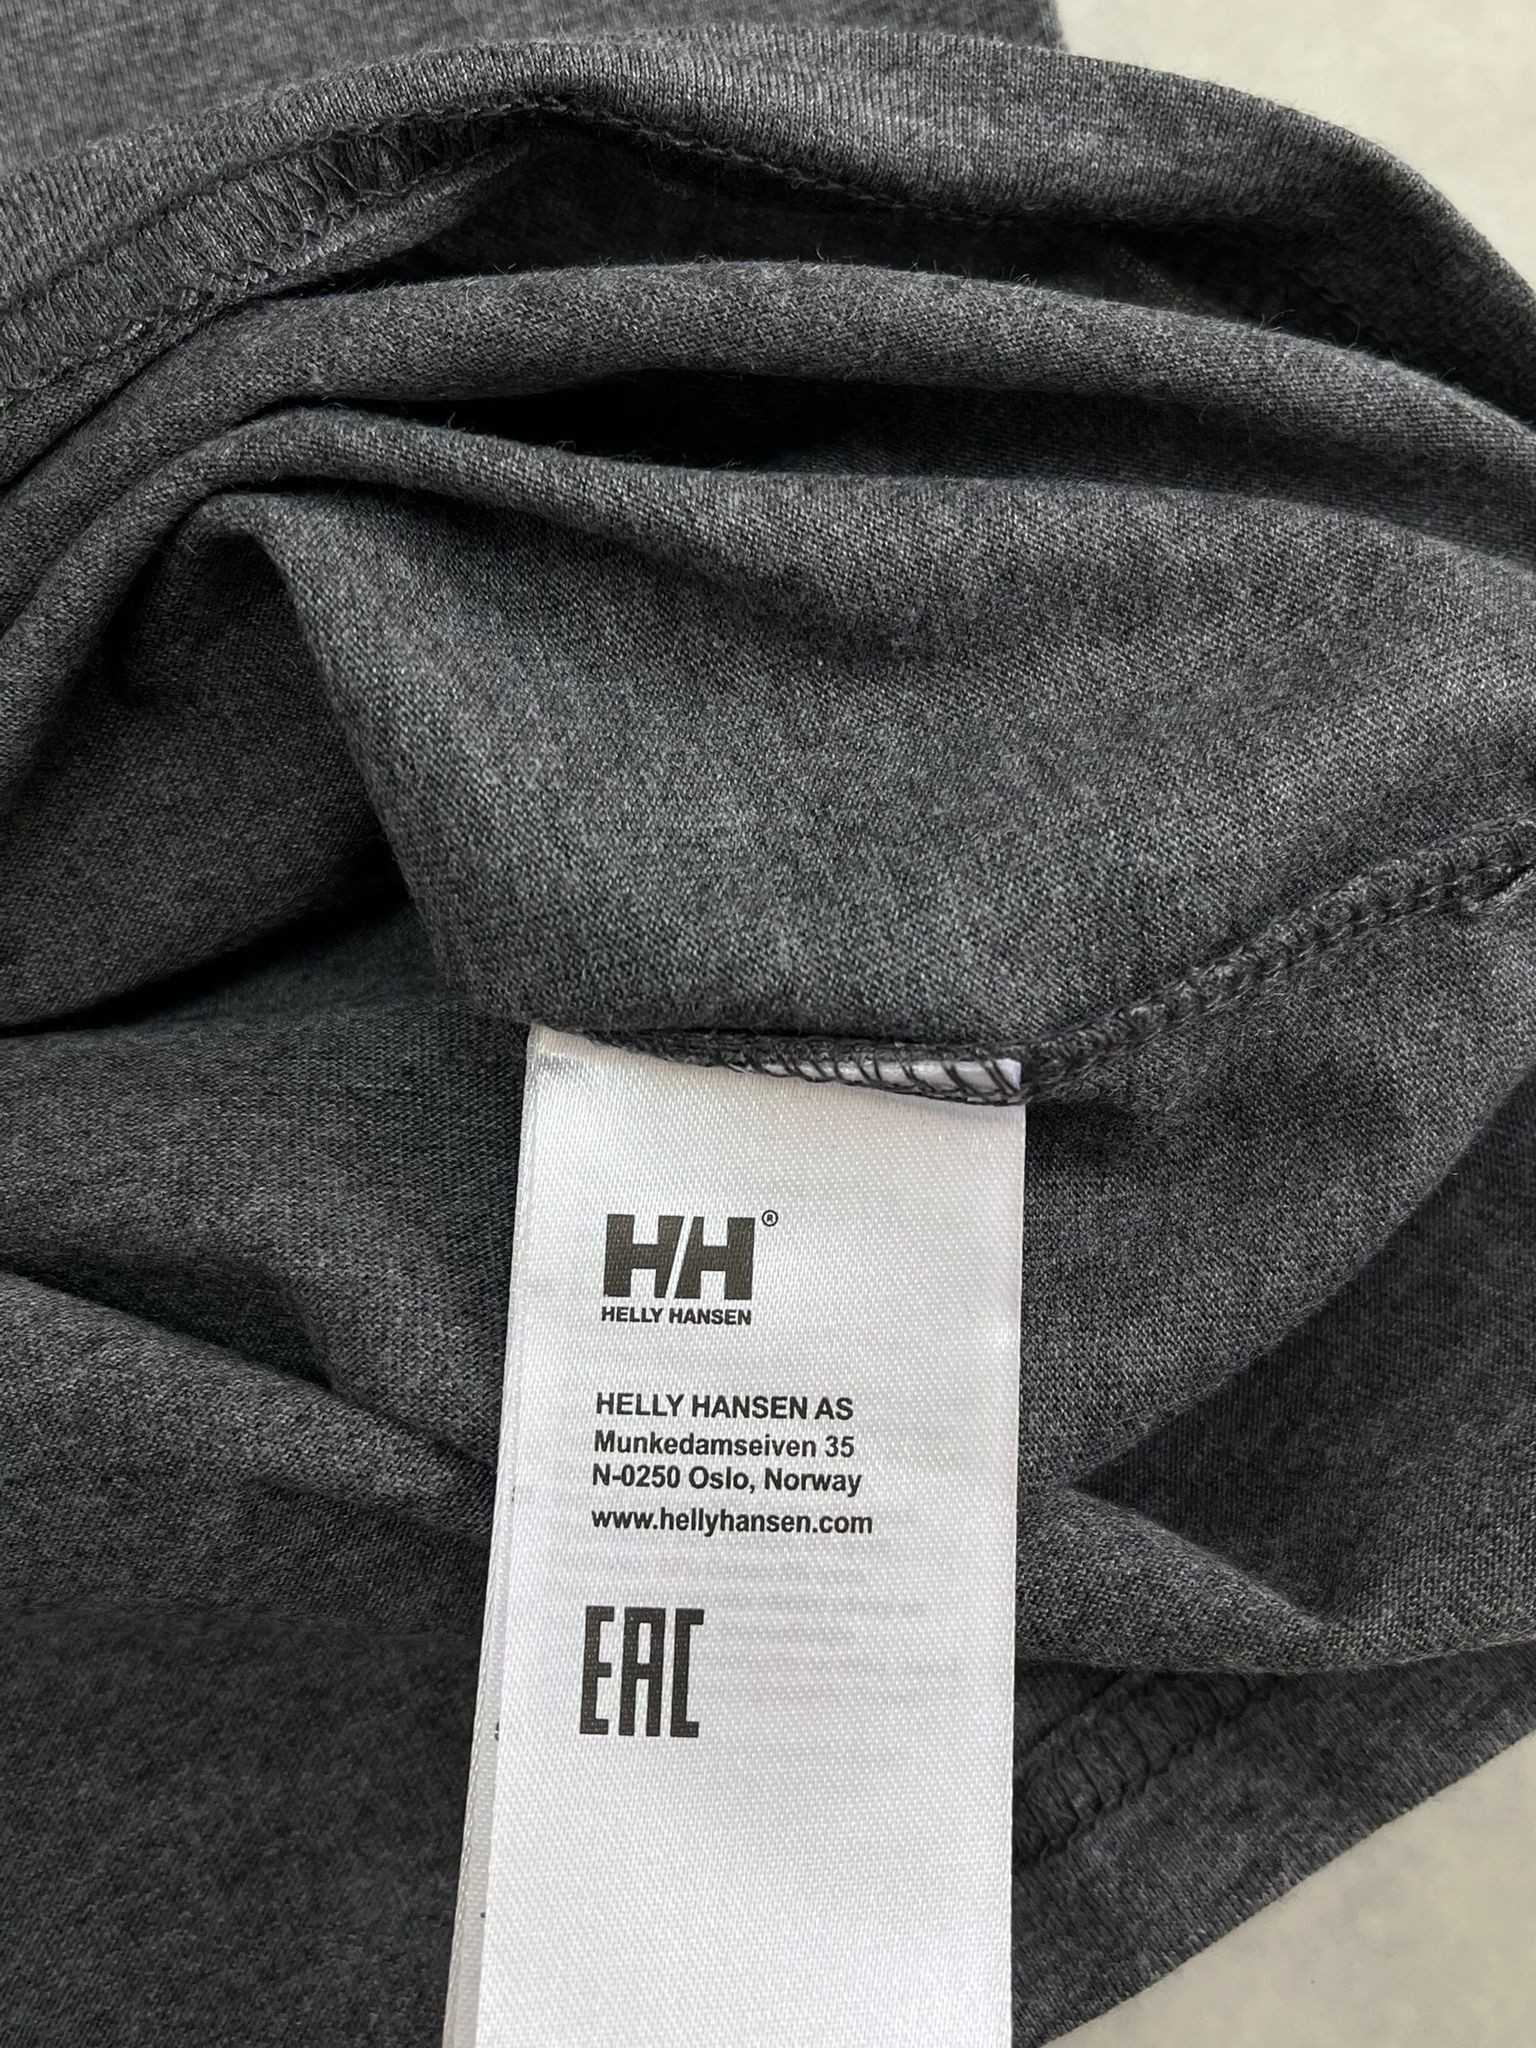 HH®
HELLY HANSEN
HELLY HANSEN AS
Munkedamseiven 35
N-0250 Oslo, Norway
www.hellyhansen.com
EAC